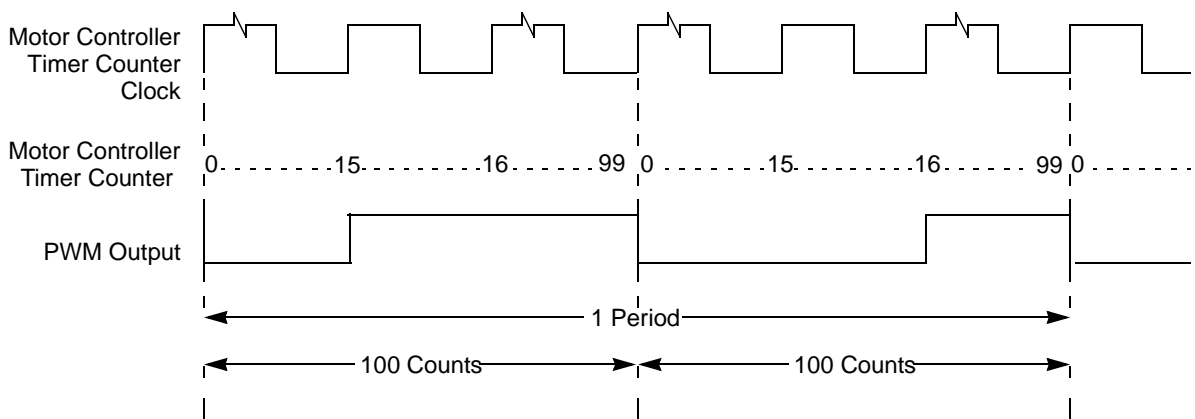 Motor Controller
Timer Counter
Clock
Motor Controller
Timer Counter
0 15 16 99 0 15 16 99 0
PWM Output
1 Period
100 Counts 100 Counts